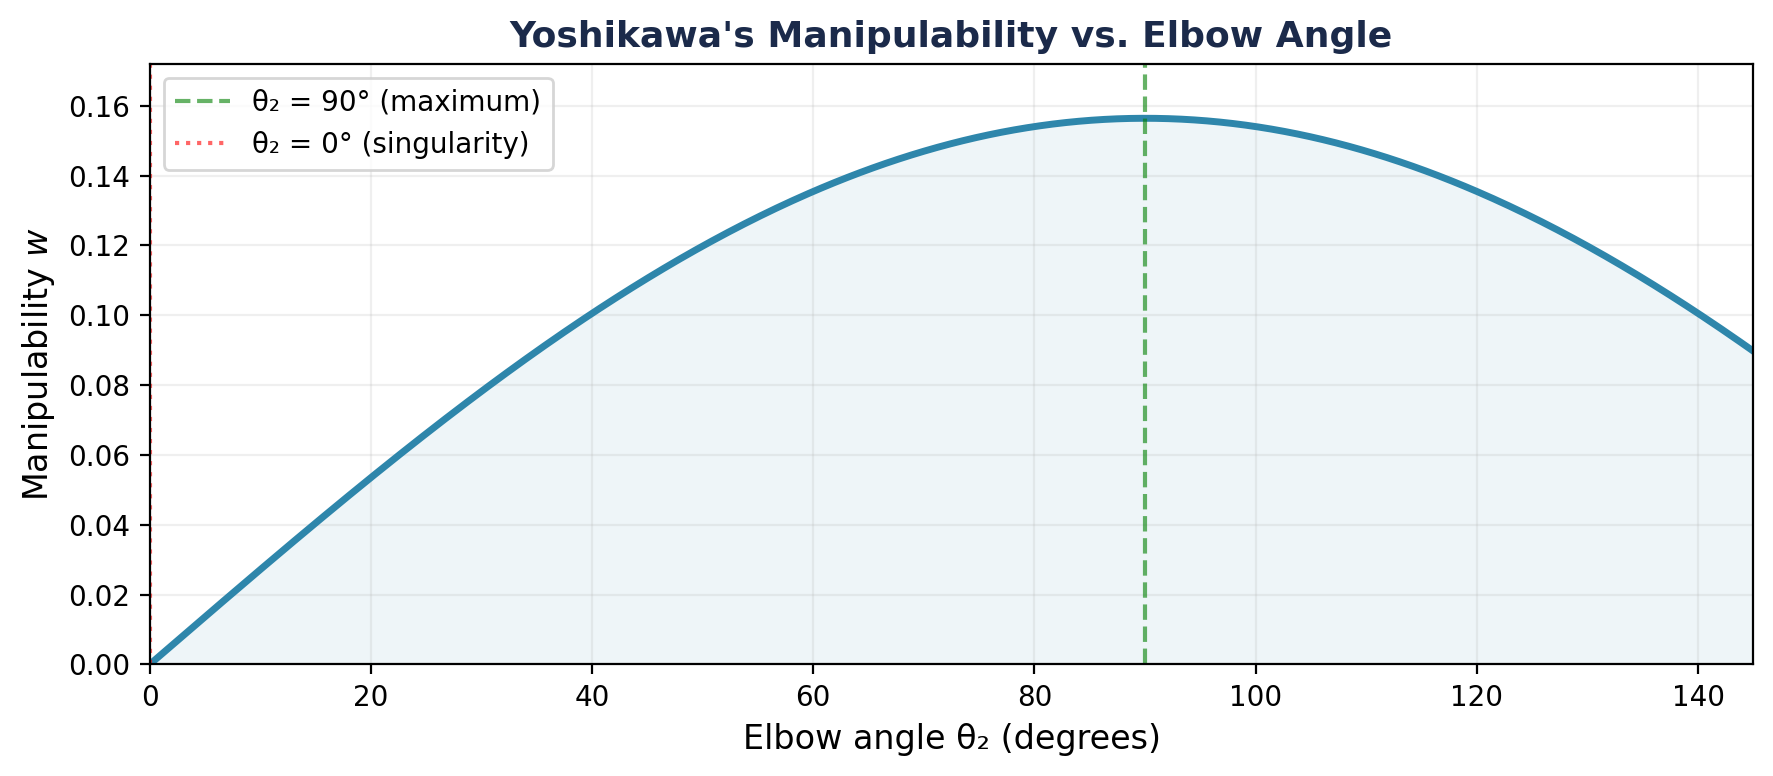 Yoshikawa's Manipulability vs. Elbow Angle
θ₂ = 90° (maximum)
θ₂ = 0° (singularity)
Manipulability w
0.16
0.14
0.12
0.10
0.08
0.06
0.04
0.02
0.00
0 20 40 60 80 100 120 140
Elbow angle θ₂ (degrees)